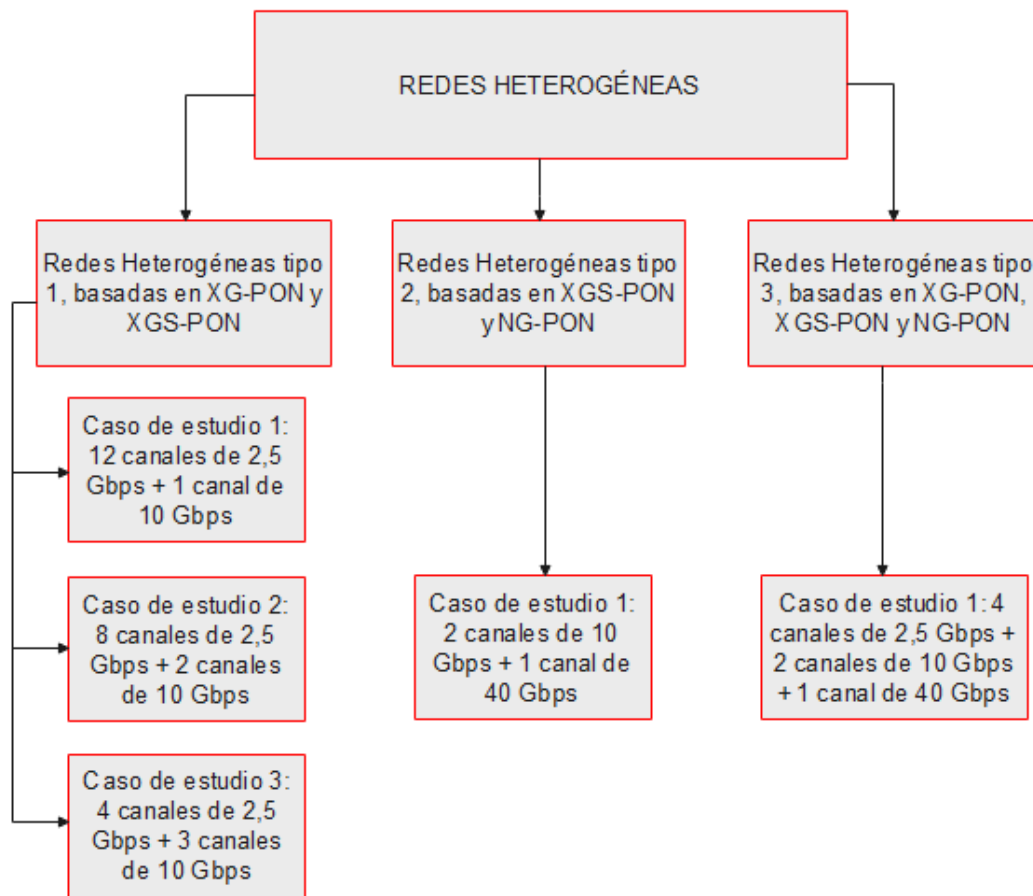 REDES HETEROGÉNEAS
Redes Heterogéneas tipo
1, basadas en XG-PON y
XGS-PON
Redes Heterogéneas tipo
2, basadas en XGS-PON
y NG-PON
Redes Heterogéneas tipo
3, basadas en XG-PON,
XGS-PON y NG-PON
Caso de estudio 1:
12 canales de 2,5
Gbps + 1 canal de
10 Gbps
Caso de estudio 2:
8 canales de 2,5
Gbps + 2 canales
de 10 Gbps
Caso de estudio 3:
4 canales de 2,5
Gbps + 3 canales
de 10 Gbps
Caso de estudio 1:
2 canales de 10
Gbps + 1 canal de
40 Gbps
Caso de estudio 1: 4
canales de 2,5 Gbps +
2 canales de 10 Gbps
+ 1 canal de 40 Gbps